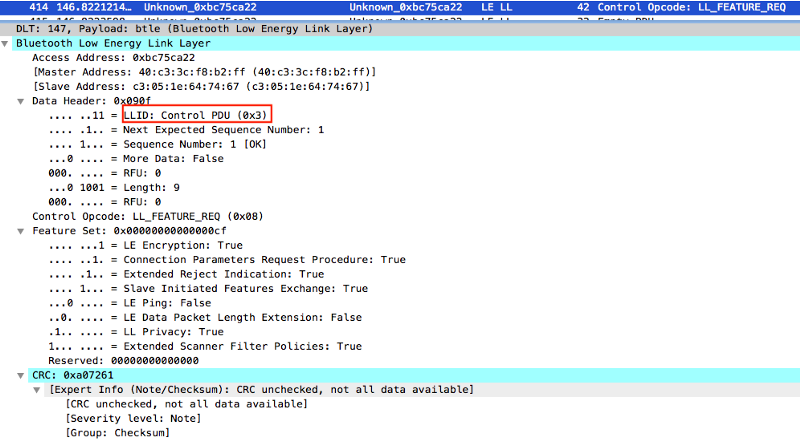 414 146.8221214… Unknown_0xbc75ca22 Unknown_0xbc75ca22 LE LL 42 Control Opcode: LL_FEATURE_REQ
DLT: 147, Payload: btle (Bluetooth Low Energy Link Layer)
Bluetooth Low Energy Link Layer
Access Address: 0xbc75ca22
[Master Address: 40:c3:3c:f8:b2:ff (40:c3:3c:f8:b2:ff)]
[Slave Address: c3:05:1e:64:74:67 (c3:05:1e:64:74:67)]
Data Header: 0x090f
.... ..11 = LLID: Control PDU (0x3)
.... .1.. = Next Expected Sequence Number: 1
.... 1... = Sequence Number: 1 [OK]
...0 .... = More Data: False
000. .... = RFU: 0
...0 1001 = Length: 9
000. .... = RFU: 0
Control Opcode: LL_FEATURE_REQ (0x08)
Feature Set: 0x00000000000000cf
.... ...1 = LE Encryption: True
.... ..1. = Connection Parameters Request Procedure: True
.... .1.. = Extended Reject Indication: True
.... 1... = Slave Initiated Features Exchange: True
...0 .... = LE Ping: False
..0. .... = LE Data Packet Length Extension: False
.1.. .... = LL Privacy: True
1... .... = Extended Scanner Filter Policies: True
Reserved: 00000000000000
CRC: 0xa07261
[Expert Info (Note/Checksum): CRC unchecked, not all data available]
[CRC unchecked, not all data available]
[Severity level: Note]
[Group: Checksum]